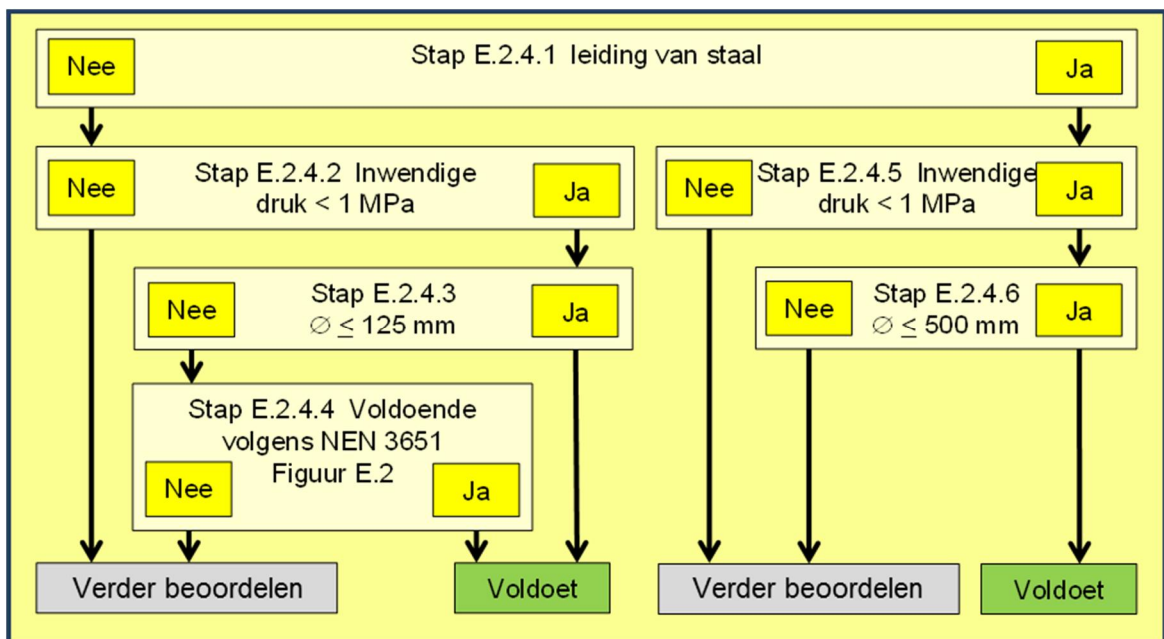 Stap E.2.4.1 leiding van staal
Nee
Ja
Stap E.2.4.2 Inwendige
druk < 1 MPa
Nee
Ja
Stap E.2.4.5 Inwendige
druk < 1 MPa
Nee
Ja
Stap E.2.4.3
∅ ≤ 125 mm
Nee
Ja
Stap E.2.4.6
∅ ≤ 500 mm
Nee
Ja
Stap E.2.4.4 Voldoende
volgens NEN 3651
Figuur E.2
Nee
Ja
Verder beoordelen
Voldoet
Verder beoordelen
Voldoet